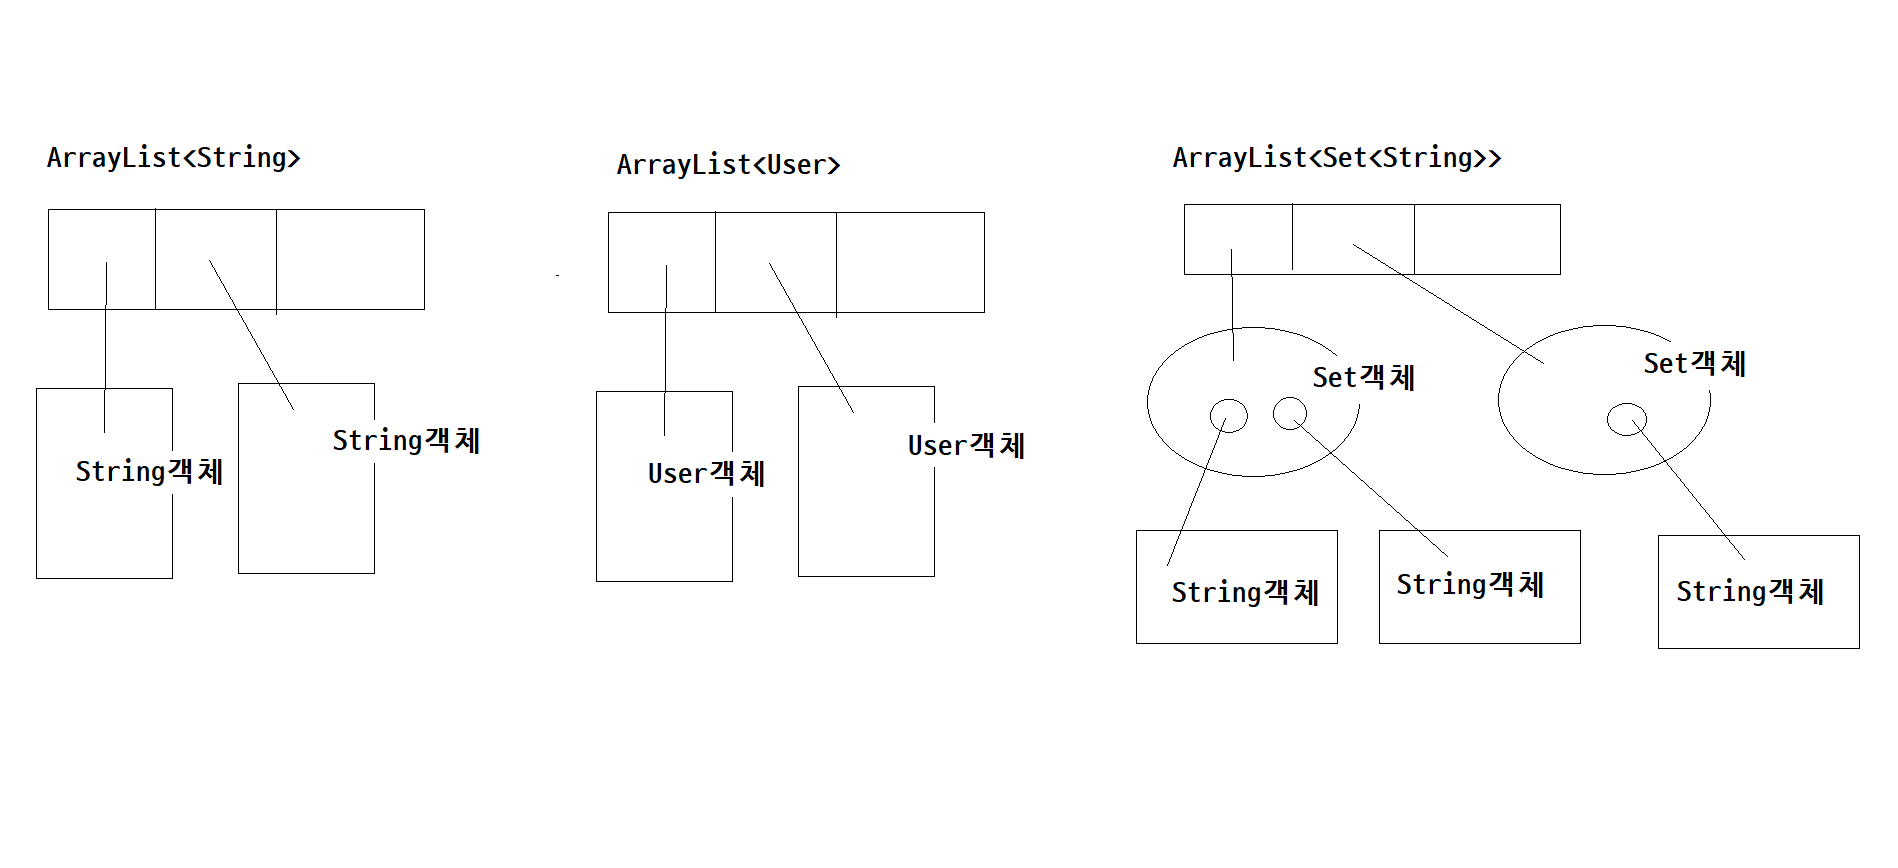 ArrayList<String>
String객체
String객체
ArrayList<User>
User객체
User객체
ArrayList<Set<String>>
Set객체
Set객체
String객체
String객체
String객체